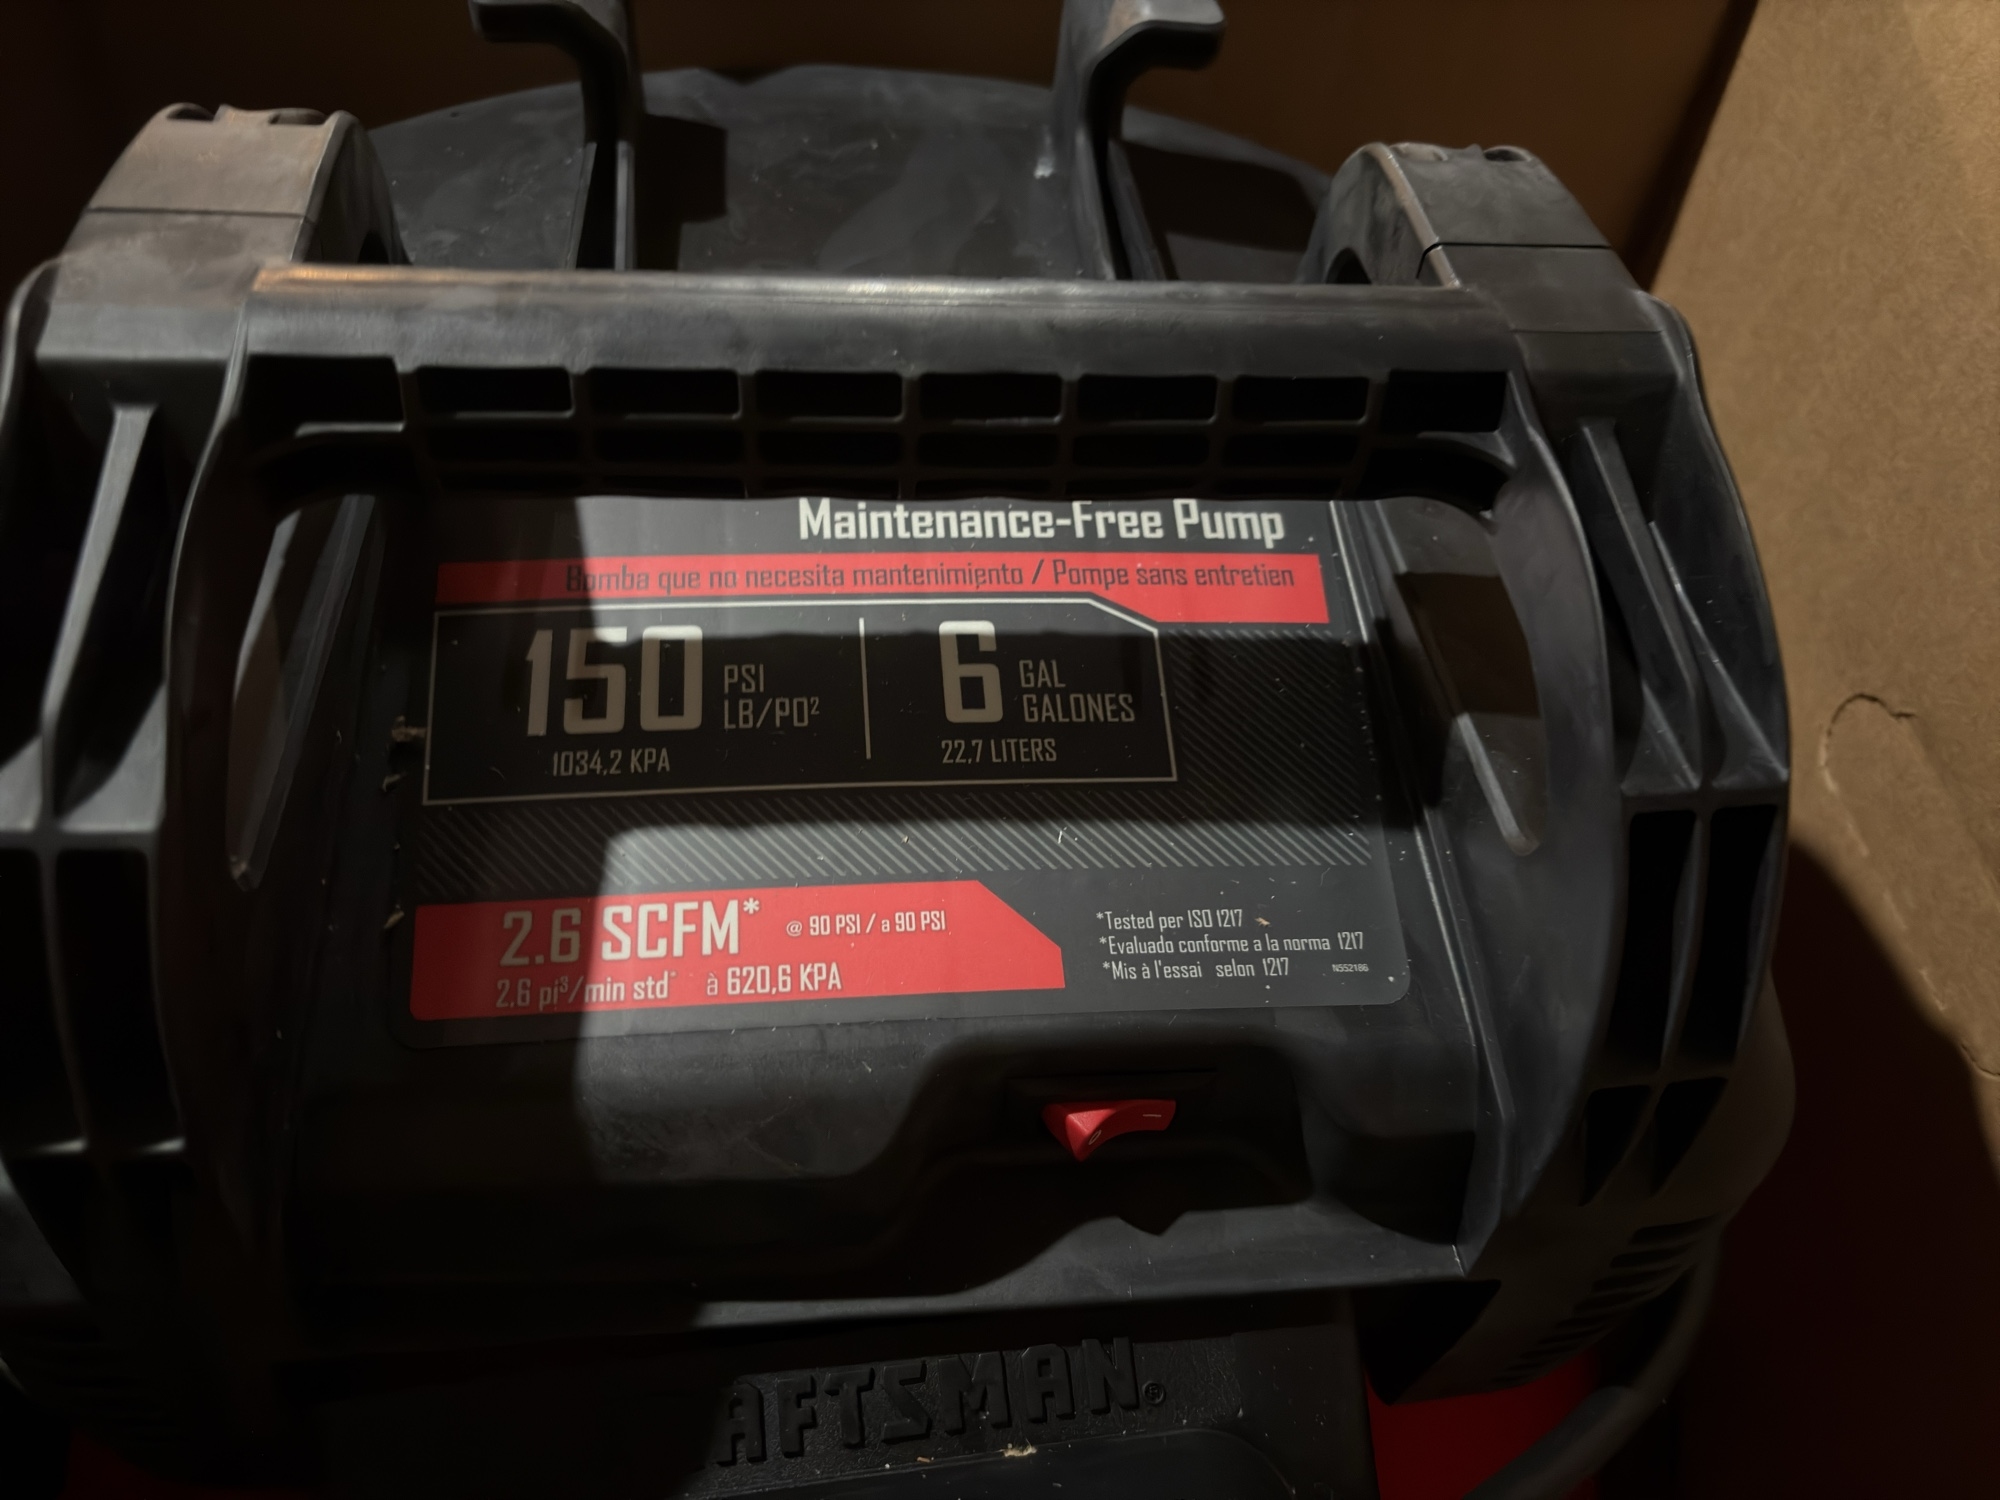 Maintenance-Free Pump
Bomba que no necesita mantenimiento / Pompe sans entretien
150 PSI
LB/PO²
1034,2 KPA
6 GAL
GALONES
22,7 LITERS
2.6 SCFM* @ 90 PSI / a 90 PSI
2,6 pi³/min std* à 620,6 KPA
*Tested per ISO 1217
*Evaluado conforme a la norma 1217
*Mis à l'essai selon 1217
N552186
AFTSMAN®